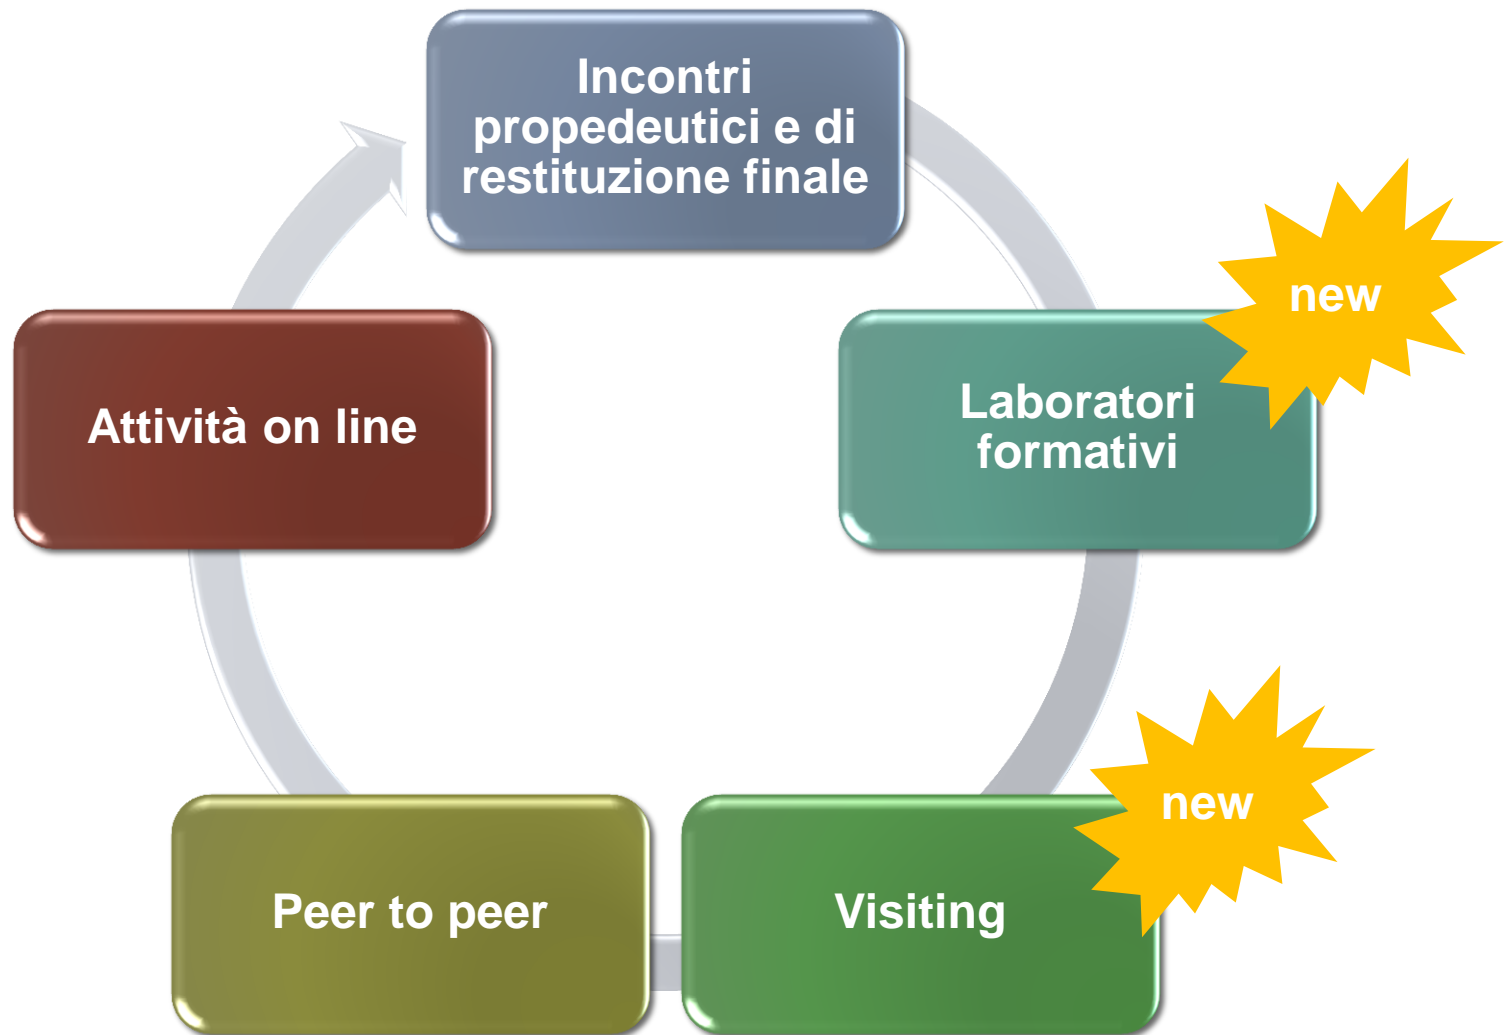 Incontri
propedeutici e di
restituzione finale
new
Laboratori
formativi
Attività on line
new
Visiting
Peer to peer